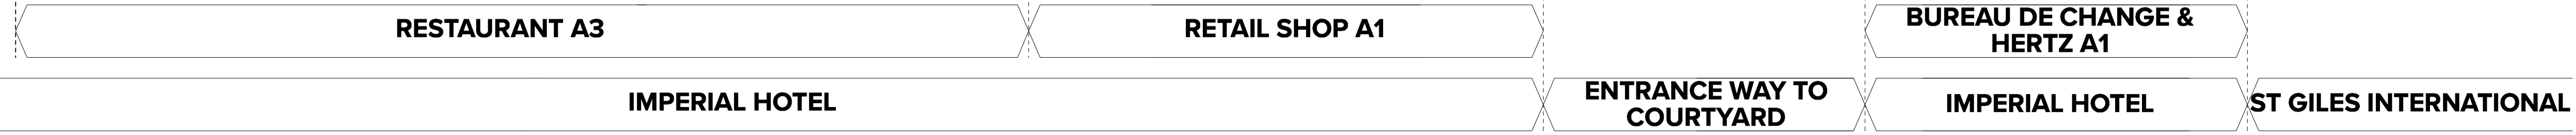 RESTAURANT A3
RETAIL SHOP A1
BUREAU DE CHANGE &
HERTZ A1
IMPERIAL HOTEL
ENTRANCE WAY TO
COURTYARD
IMPERIAL HOTEL
ST GILES INTERNATIONAL